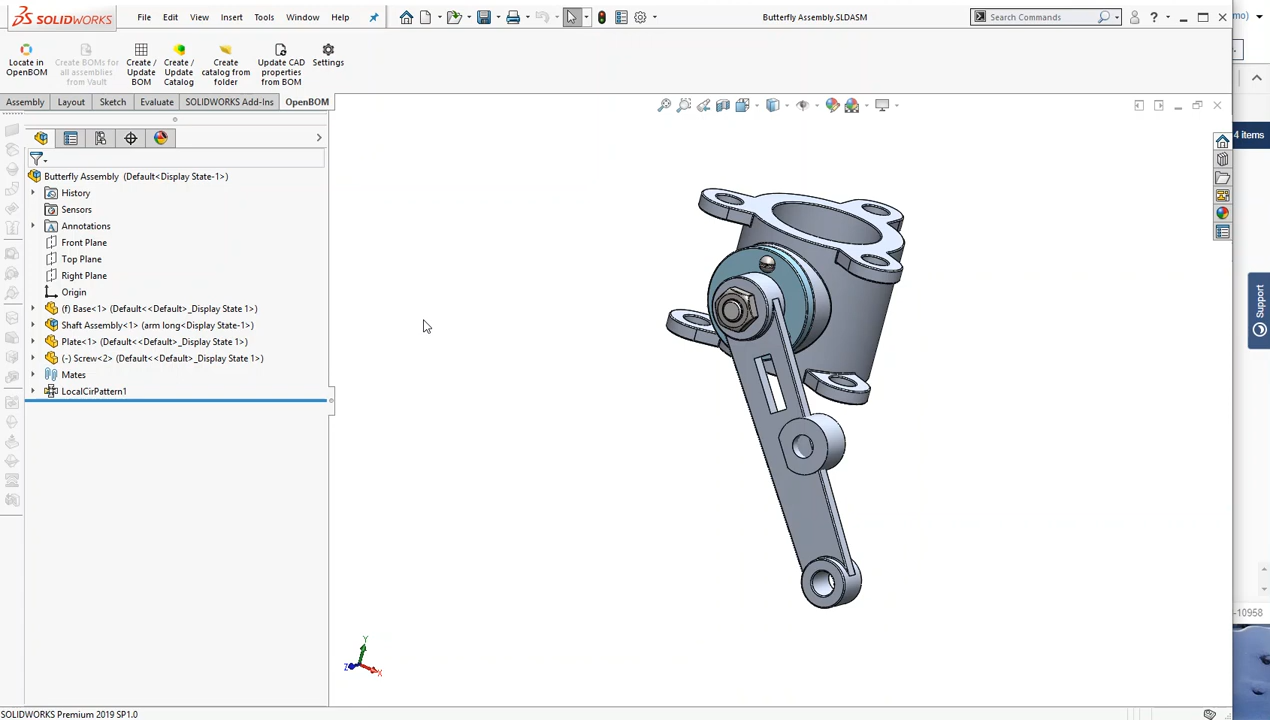 SOLIDWORKS File Edit View Insert Tools Window Help Butterfly Assembly.SLDASM Search Commands
Locate in OpenBOM
Create BOMs for all assemblies from Vault
Create / Update BOM
Create / Update Catalog
Create catalog from folder
Update CAD properties from BOM
Settings
Assembly Layout Sketch Evaluate SOLIDWORKS Add-Ins OpenBOM
4 items
Butterfly Assembly (Default<Display State-1>)
History
Sensors
Annotations
Front Plane
Top Plane
Right Plane
Origin
(f) Base<1> (Default<<Default>_Display State 1>)
Shaft Assembly<1> (arm long<Display State-1>)
Plate<1> (Default<<Default>_Display State 1>)
(-) Screw<2> (Default<<Default>_Display State 1>)
Mates
LocalCirPattern1
Support
-10958
Y
Z
X
SOLIDWORKS Premium 2019 SP1.0